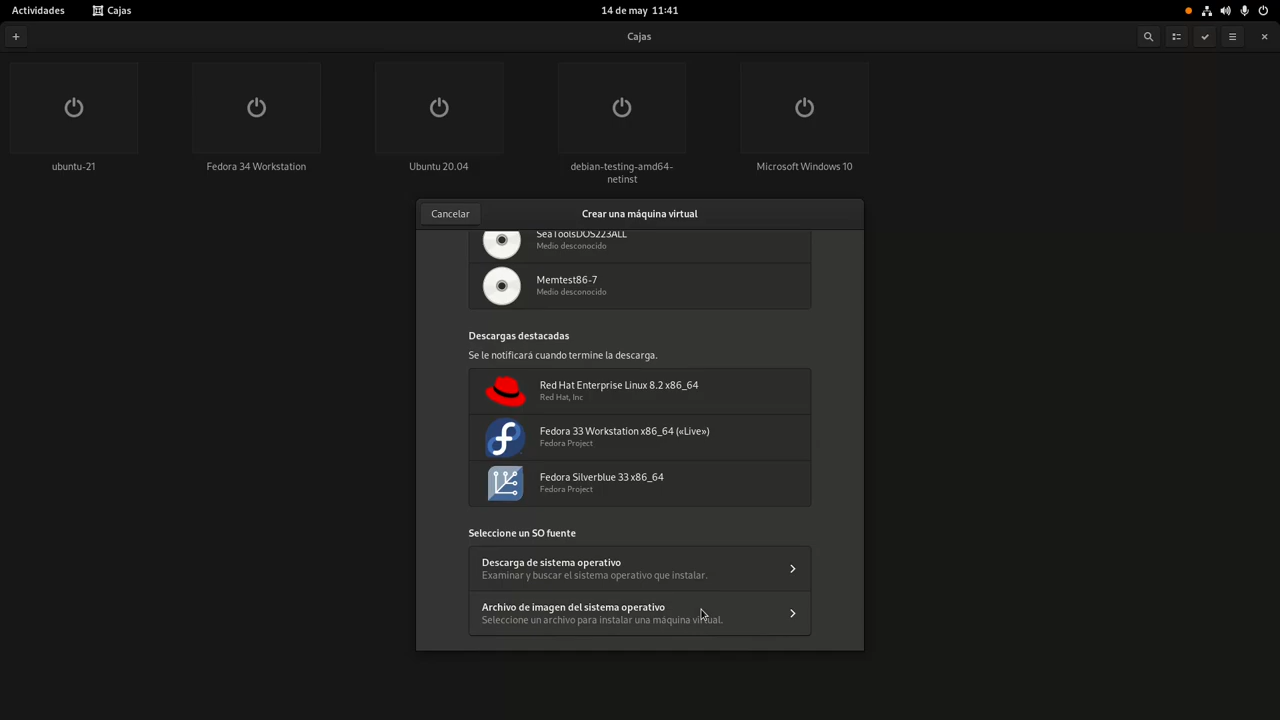 Actividades
Cajas
14 de may 11:41
Cajas
ubuntu-21
Fedora 34 Workstation
Ubuntu 20.04
debian-testing-amd64-
netinst
Microsoft Windows 10
Cancelar
Crear una máquina virtual
SeaToolsDOS223ALL
Medio desconocido
Memtest86-7
Medio desconocido
Descargas destacadas
Se le notificará cuando termine la descarga.
Red Hat Enterprise Linux 8.2 x86_64
Red Hat, Inc
Fedora 33 Workstation x86_64 («Live»)
Fedora Project
Fedora Silverblue 33 x86_64
Fedora Project
Seleccione un SO fuente
Descarga de sistema operativo
Examinar y buscar el sistema operativo que instalar.
Archivo de imagen del sistema operativo
Seleccione un archivo para instalar una máquina virtual.